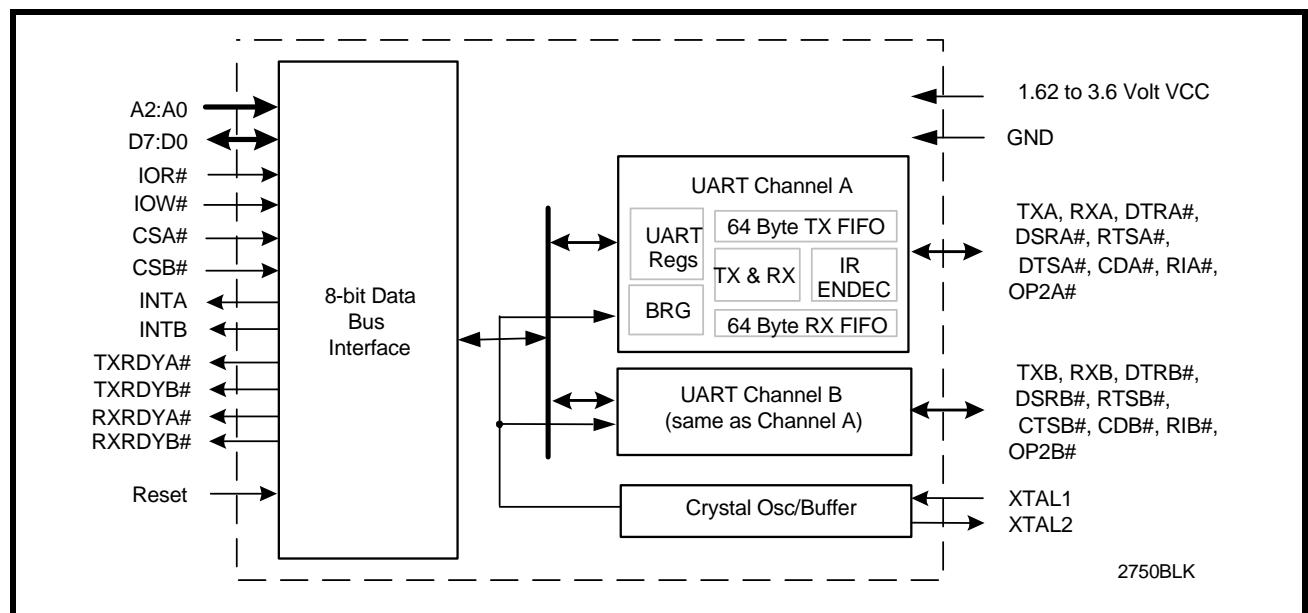 A2:A0
D7:D0
IOR#
IOW#
CSA#
CSB#
INTA
INTB
TXRDYA#
TXRDYB#
RXRDYA#
RXRDYB#
Reset
8-bit Data
Bus
Interface
UART Channel A
UART
Regs
BRG
64 Byte TX FIFO
TX & RX
IR
ENDEC
64 Byte RX FIFO
UART Channel B
(same as Channel A)
Crystal Osc/Buffer
1.62 to 3.6 Volt VCC
GND
TXA, RXA, DTRA#,
DSRA#, RTSA#,
DTSA#, CDA#, RIA#,
OP2A#
TXB, RXB, DTRB#,
DSRB#, RTSB#,
CTSB#, CDB#, RIB#,
OP2B#
XTAL1
XTAL2
2750BLK